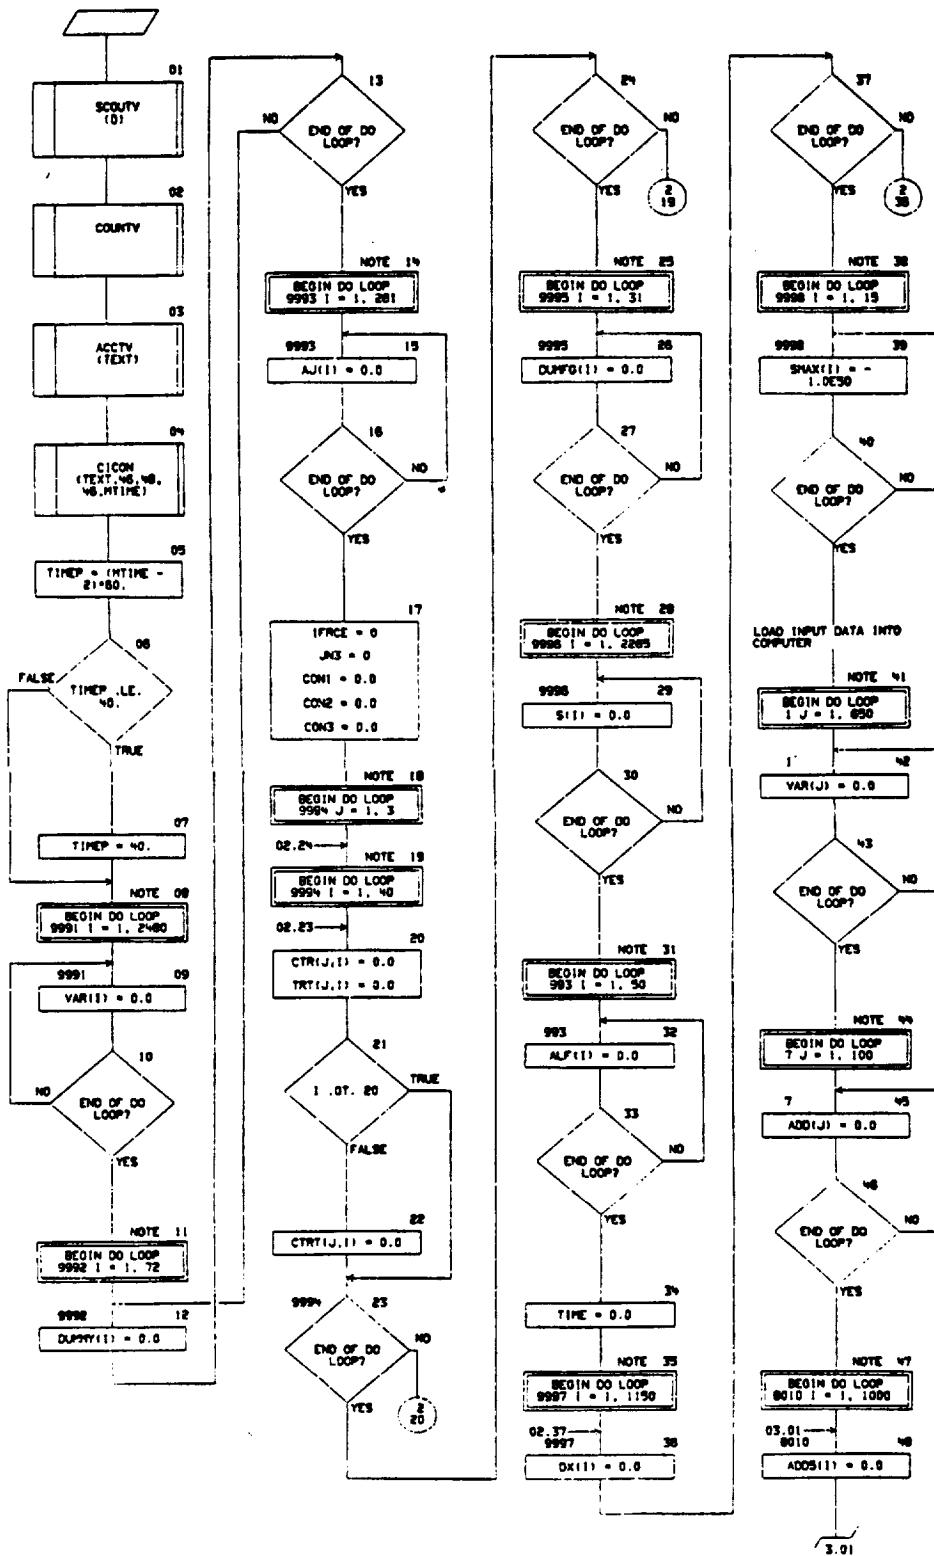 01
SCOUTV
(0)
02
COUNTV
03
ACCTV
(TEXT)
04
CICON
(TEXT,46,48,
46,MTIME)
05
TIMEP = (MTIME -
2)*60.
06
TIMEP .LE.
40.
FALSE
TRUE
07
TIMEP = 40.
NOTE 08
BEGIN DO LOOP
9991 I = 1, 2480
9991 09
VAR(I) = 0.0
10
NO
END OF DO
LOOP?
YES
NOTE 11
BEGIN DO LOOP
9992 I = 1, 72
9992 12
DUMMY(I) = 0.0
13
NO
END OF DO
LOOP?
YES
NOTE 14
BEGIN DO LOOP
9993 I = 1, 281
9993 15
AJ(I) = 0.0
16
END OF DO
LOOP?
NO
YES
17
IFRCE = 0
JN3 = 0
CON1 = 0.0
CON2 = 0.0
CON3 = 0.0
NOTE 18
BEGIN DO LOOP
9994 J = 1, 3
02.24
NOTE 19
BEGIN DO LOOP
9994 I = 1, 40
02.23
20
CTR(J,I) = 0.0
TRT(J,I) = 0.0
21
I .GT. 20
TRUE
FALSE
22
CTRT(J,I) = 0.0
9994 23
END OF DO
LOOP?
NO
YES
2
20
24
END OF DO
LOOP?
NO
YES
2
19
NOTE 25
BEGIN DO LOOP
9995 I = 1, 31
9995 26
DUMFG(I) = 0.0
27
END OF DO
LOOP?
NO
YES
NOTE 28
BEGIN DO LOOP
9996 I = 1, 2285
9996 29
S(I) = 0.0
30
END OF DO
LOOP?
NO
YES
NOTE 31
BEGIN DO LOOP
993 I = 1, 50
993 32
ALF(I) = 0.0
33
END OF DO
LOOP?
NO
YES
34
TIME = 0.0
NOTE 35
BEGIN DO LOOP
9997 I = 1, 1150
02.37
9997 36
DX(I) = 0.0
37
END OF DO
LOOP?
NO
YES
2
36
NOTE 38
BEGIN DO LOOP
9998 I = 1, 15
9998 39
SMAX(I) = -
1.0E50
40
END OF DO
LOOP?
NO
YES
LOAD INPUT DATA INTO
COMPUTER
NOTE 41
BEGIN DO LOOP
1 J = 1, 650
1 42
VAR(J) = 0.0
43
END OF DO
LOOP?
NO
YES
NOTE 44
BEGIN DO LOOP
7 J = 1, 100
7 45
ADD(J) = 0.0
46
END OF DO
LOOP?
NO
YES
NOTE 47
BEGIN DO LOOP
8010 I = 1, 1000
03.01
8010 48
ADDS(I) = 0.0
3.01